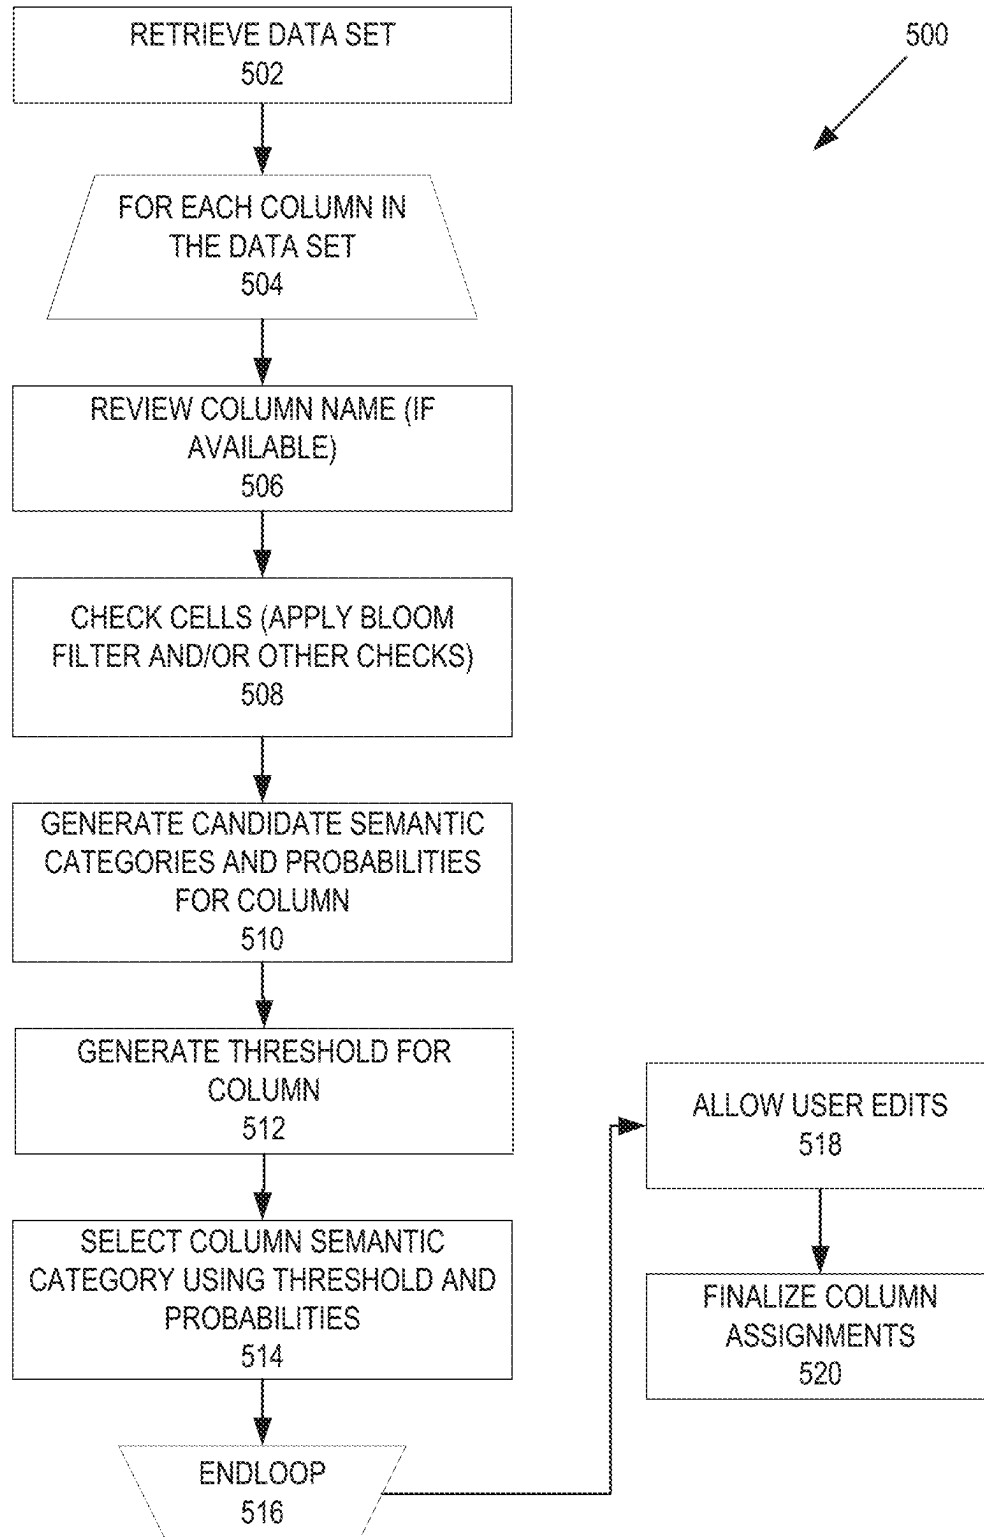 RETRIEVE DATA SET
502
500
FOR EACH COLUMN IN
THE DATA SET
504
REVIEW COLUMN NAME (IF
AVAILABLE)
506
CHECK CELLS (APPLY BLOOM
FILTER AND/OR OTHER CHECKS)
508
GENERATE CANDIDATE SEMANTIC
CATEGORIES AND PROBABILITIES
FOR COLUMN
510
GENERATE THRESHOLD FOR
COLUMN
512
SELECT COLUMN SEMANTIC
CATEGORY USING THRESHOLD AND
PROBABILITIES
514
ENDLOOP
516
ALLOW USER EDITS
518
FINALIZE COLUMN
ASSIGNMENTS
520